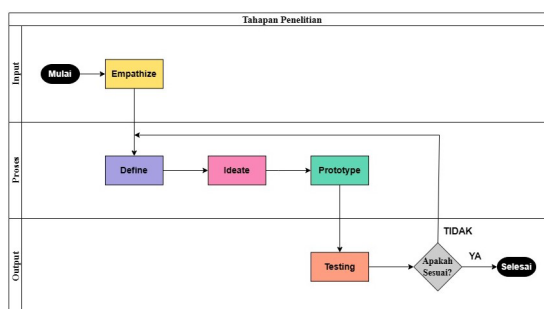 Tahapan Penelitian
Input
Mulai
Empathize
Proses
Define
Ideate
Prototype
Output
Testing
Apakah
Sesuai?
TIDAK
YA
Selesai